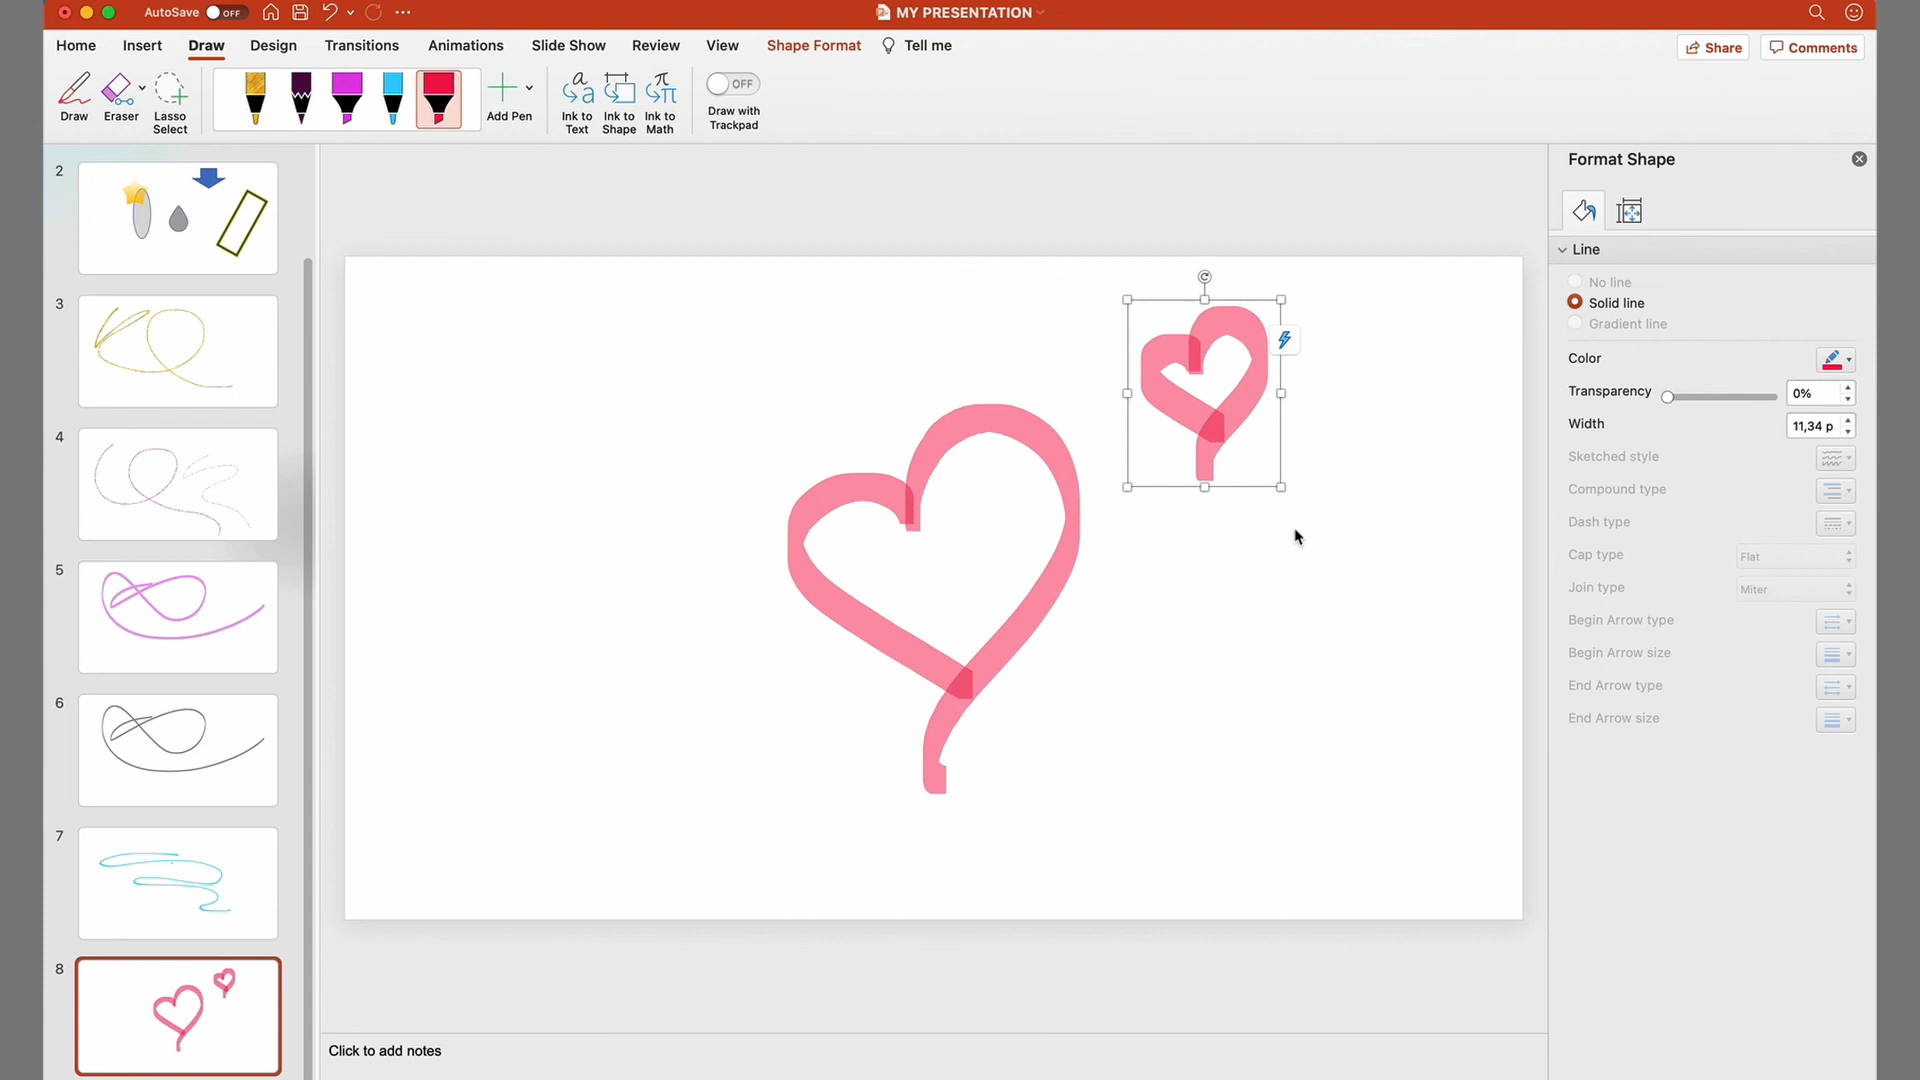 AutoSave OFF
MY PRESENTATION
Home Insert Draw Design Transitions Animations Slide Show Review View Shape Format Tell me
Share Comments
Draw
Eraser
Lasso
Select
Add Pen
a
a
Ink to
Text
Ink to
Shape
π
π
Ink to
Math
OFF
Draw with
Trackpad
2
3
4
5
6
7
8
Format Shape
Line
No line
Solid line
Gradient line
Color
Transparency 0%
Width 11,34 p
Sketched style
Compound type
Dash type
Cap type Flat
Join type Miter
Begin Arrow type
Begin Arrow size
End Arrow type
End Arrow size
Click to add notes